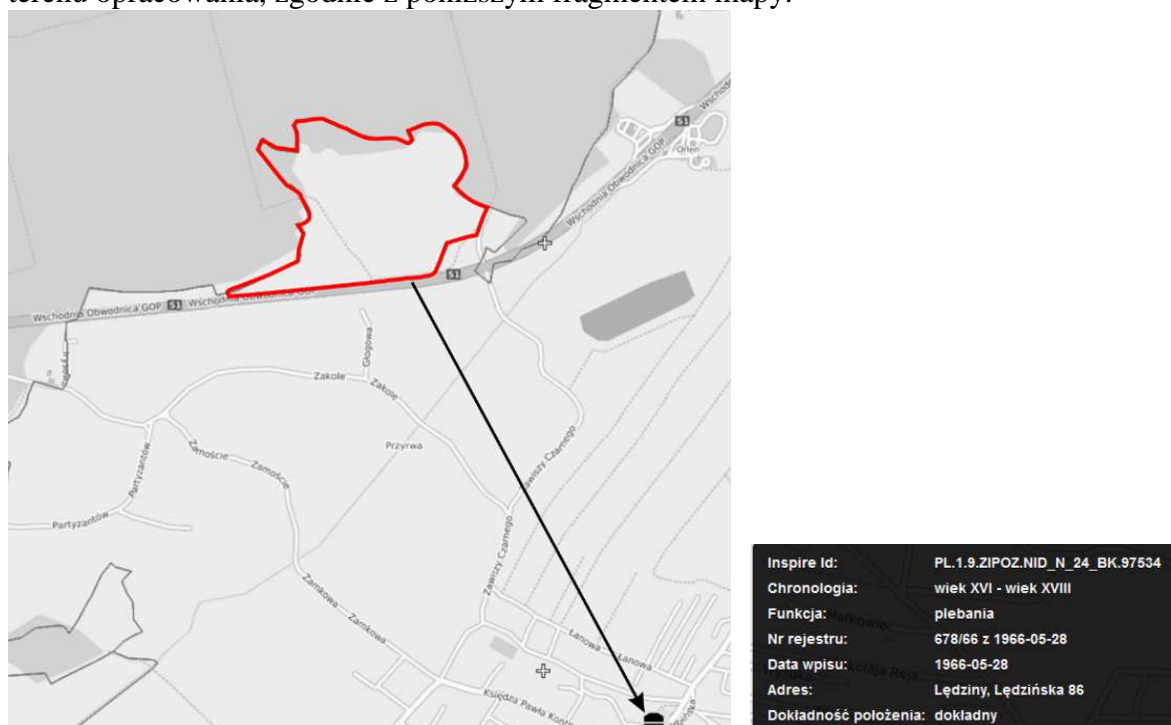 terenu opracowania, zgodnie z poniższym fragmentem mapy.
Wschodnia
S1
Orlen
Wschodnia Obwodnica GOP
S1
Wschodnia Obwodnica GOP S1 Wschodnia Obwodnica GOP
Głogowa
Zakole
Zakole
Przyrwa
Zamoście
Zamoście
Zawiszy Czarnego
Partyzantów
Partyzantów
Zawiszy Czarnego
Zamkowa
Zamkowa
Łanowa
Łanowa
Księdza Pawła Kont
Inspire Id: PL.1.9.ZIPOZ.NID_N_24_BK.97534
Chronologia: wiek XVI - wiek XVIII
Funkcja: plebania
Nr rejestru: 678/66 z 1966-05-28
Data wpisu: 1966-05-28
Adres: Lędziny, Lędzińska 86
Dokładność położenia: dokładny